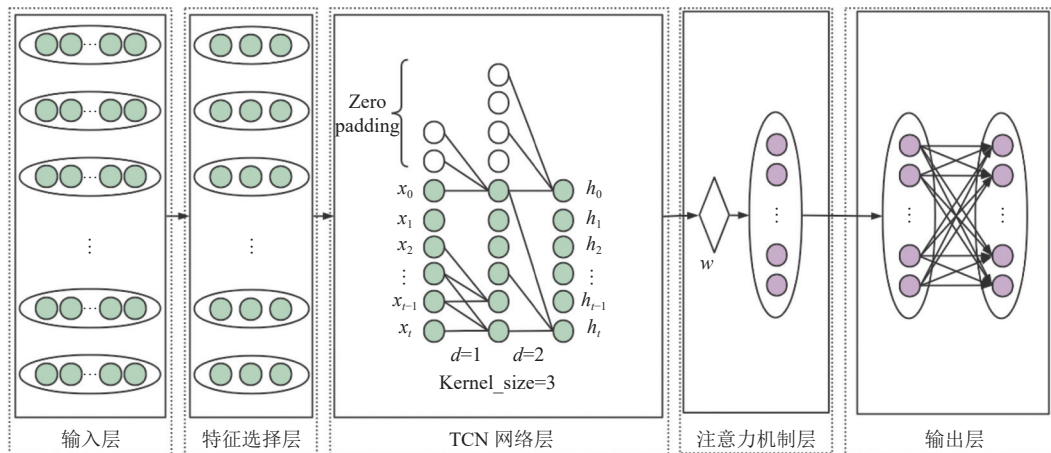 Zero
padding
x₀
h₀
x₁
h₁
x₂
h₂
⋮
⋮
⋮
⋮
⋮
⋮
⋮
xₜ₋₁
hₜ₋₁
xₜ
hₜ
w
d=1
d=2
Kernel_size=3
输入层
特征选择层
TCN 网络层
注意力机制层
输出层